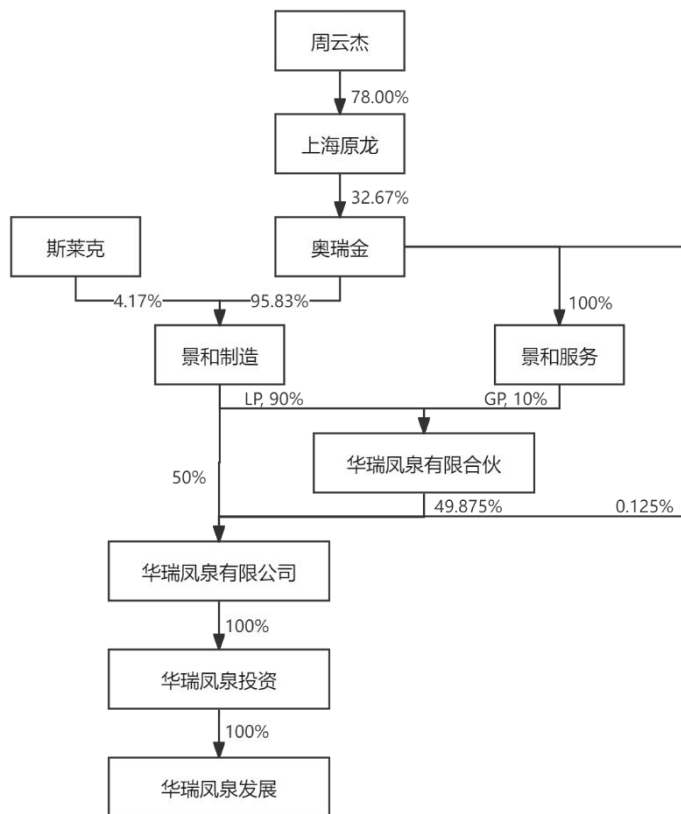 周云杰
78.00%
上海原龙
32.67%
斯莱克
奥瑞金
4.17%
95.83%
100%
景和制造
景和服务
LP, 90%
GP, 10%
华瑞凤泉有限合伙
50%
49.875%
0.125%
华瑞凤泉有限公司
100%
华瑞凤泉投资
100%
华瑞凤泉发展